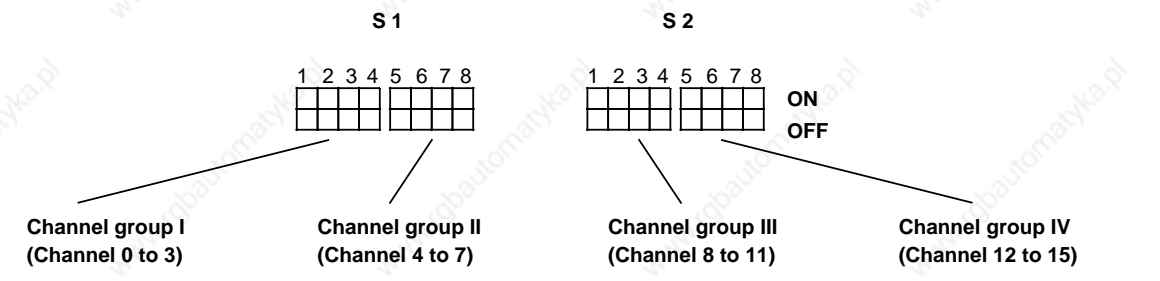 S 1 S 2
1 2 3 4 5 6 7 8 1 2 3 4 5 6 7 8
ON
OFF
Channel group I Channel group II Channel group III Channel group IV
(Channel 0 to 3) (Channel 4 to 7) (Channel 8 to 11) (Channel 12 to 15)